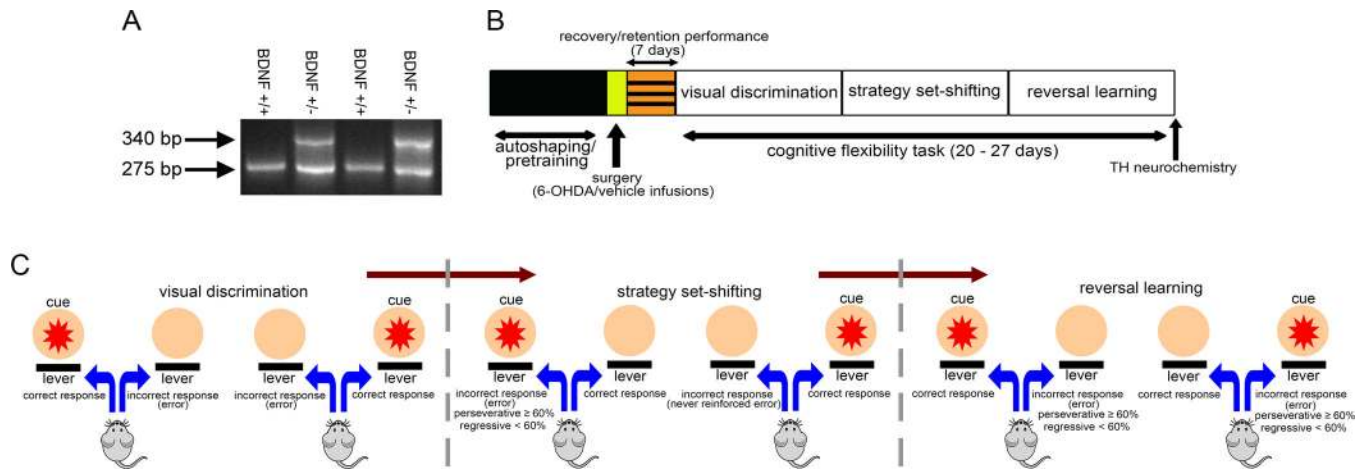 A
BDNF +/+
BDNF +/-
BDNF +/+
BDNF +/-
340 bp
275 bp
B
recovery/retention performance
(7 days)
visual discrimination
strategy set-shifting
reversal learning
autoshaping/
pretraining
surgery
(6-OHDA/vehicle infusions)
cognitive flexibility task (20 - 27 days)
TH neurochemistry
C
visual discrimination
cue
cue
lever
correct response
lever
incorrect response
(error)
lever
incorrect response
(error)
lever
correct response
strategy set-shifting
cue
cue
lever
incorrect response
(error)
perseverative ≥ 60%
regressive < 60%
lever
correct response
lever
incorrect response
(never reinforced error)
lever
correct response
reversal learning
cue
cue
lever
correct response
lever
incorrect response
(error)
perseverative ≥ 60%
regressive < 60%
lever
correct response
lever
incorrect response
(error)
perseverative ≥ 60%
regressive < 60%